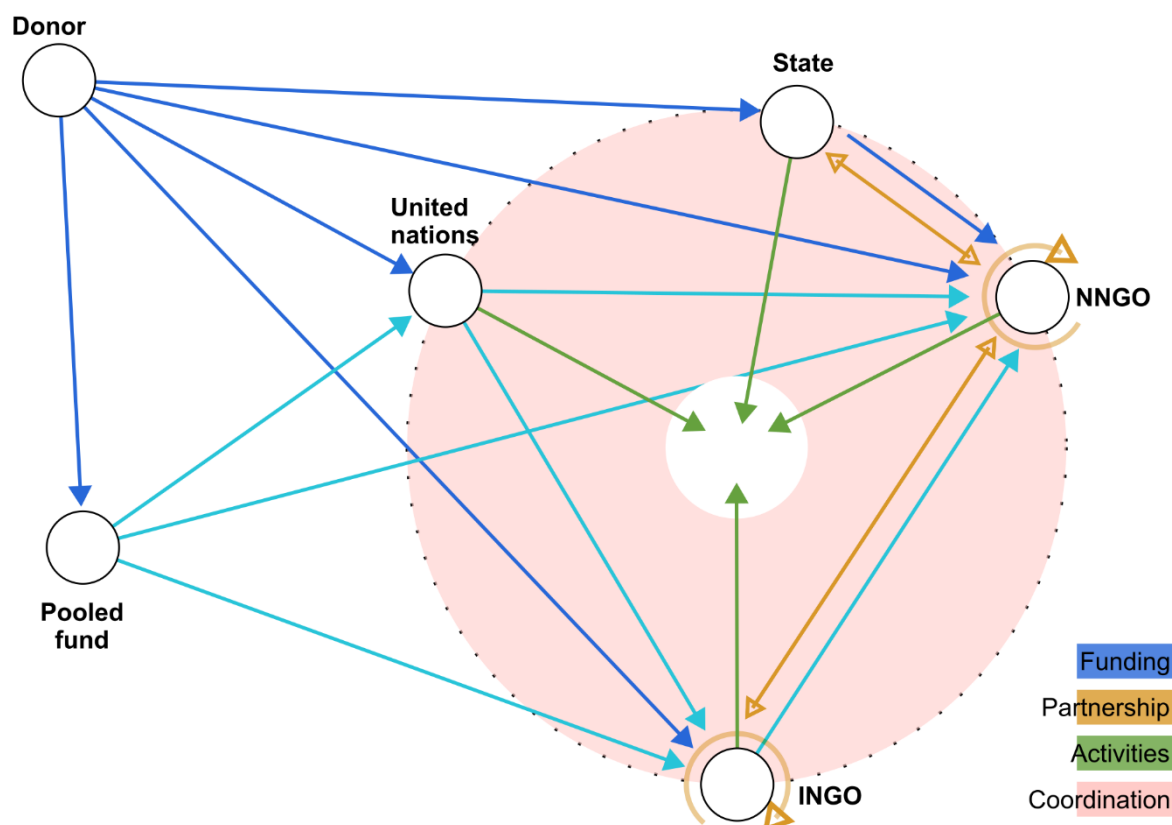 Donor
State
United
nations
NNGO
Pooled
fund
INGO
Funding
Partnership
Activities
Coordination